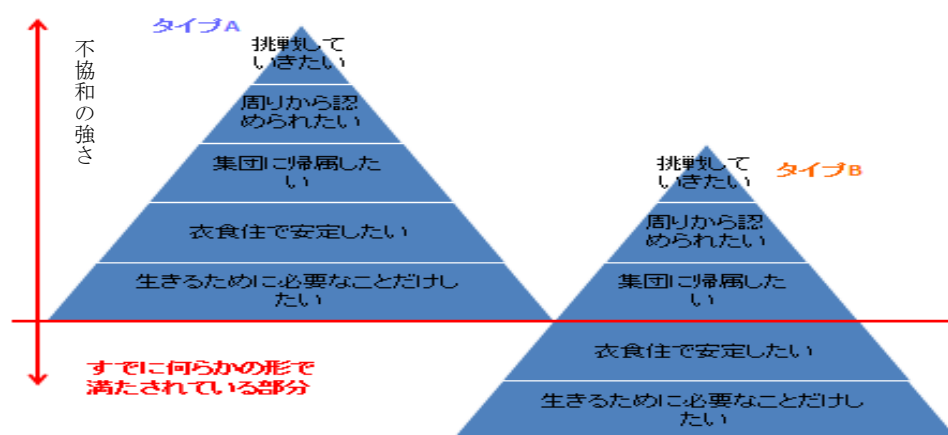 不協和の強さ
タイプA
挑戦して
いきたい
周りから認
められたい
集団に帰属した
い
衣食住で安定したい
生きるために必要なことだけし
たい
タイプB
挑戦して
いきたい
周りから認
められたい
集団に帰属した
い
衣食住で安定したい
生きるために必要なことだけし
たい
すでに何らかの形で
満たされている部分